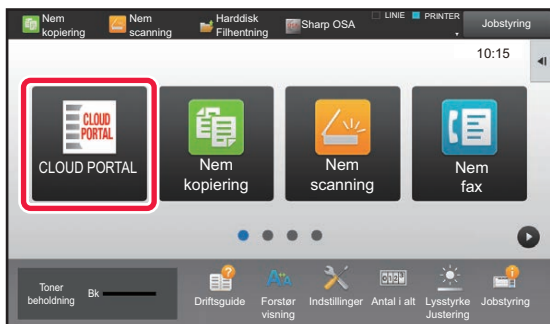 Nem
kopiering
Nem
scanning
Harddisk
Filhentning
Sharp OSA
LINIE
PRINTER
Jobstyring
10:15
CLOUD
PORTAL
CLOUD PORTAL
Nem
kopiering
Nem
scanning
Nem
fax
Toner
beholdning
Bk
Driftsguide
Forstør
visning
Indstillinger
Antal i alt
Lysstyrke
Justering
Jobstyring